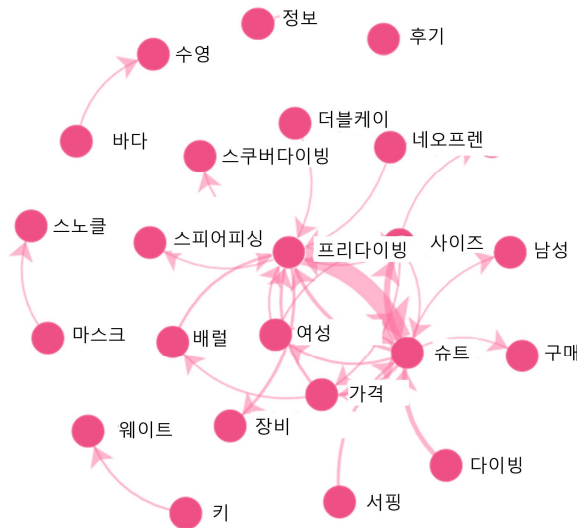 정보
후기
수영
더블케이
네오프렌
바다
스쿠버다이빙
스노클
스피어피싱
프리다이빙
사이즈
남성
마스크
배럴
여성
슈트
구매
가격
장비
웨이트
다이빙
서핑
키